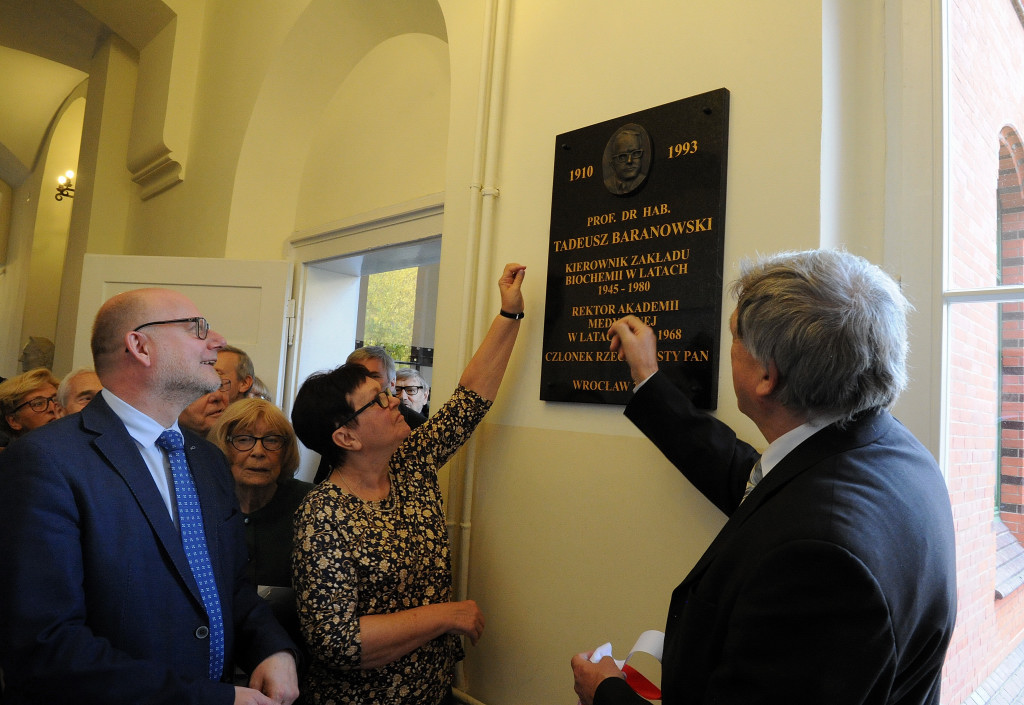 1910 1993
PROF. DR HAB.
TADEUSZ BARANOWSKI
KIEROWNIK ZAKŁADU
BIOCHEMII W LATACH
1945 - 1980
REKTOR AKADEMII
W LATACH 1968
CZŁONEK PAN
WROCŁAW